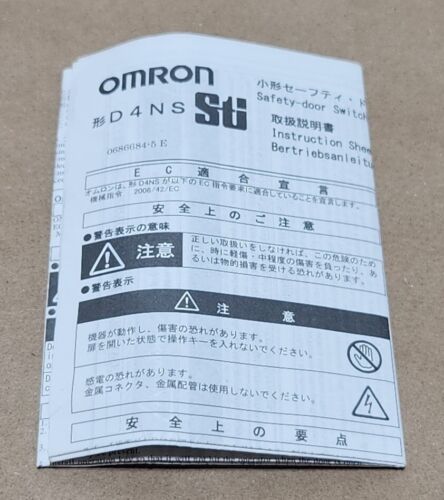 OMRON
形D4NS Sti
小形セーフティ・ド
Safety-door Switch
取扱説明書
Instruction Shee
Bertriebsanleitu
0686684-5 E
EC適合宣言
オムロンは、形D4NSが以下のEC指令要求に適合していることを宣言します。
機械指令 2006/42/EC
安全上のご注意
●警告表示の意味
注意
正しい取扱いをしなければ、この危険のため
に、時に軽傷・中程度の傷害を負ったり、あ
るいは物的損害を受ける恐れがあります。
●警告表示
注意
機器が動作し、傷害の恐れがあります。
扉を開いた状態で操作キーを入れないでください。
感電の恐れがあります。
金属コネクタ、金属配管は使用しないでください。
安全上の要点